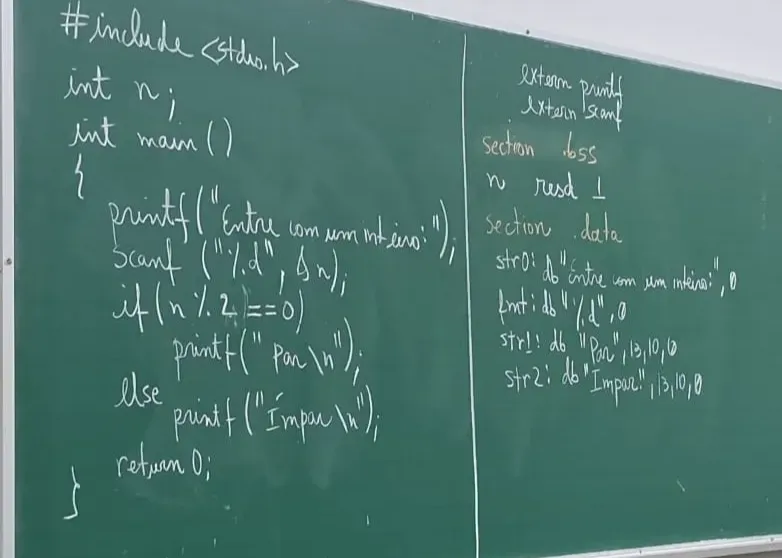 #include <stdio.h>
int n;
int main ()
{
printf("Entre com um inteiro:");
scanf ("%d", &n);
if(n % 2 == 0)
printf("Par\n");
else
printf("Ímpar\n");
return 0;
}
extern printf
extern scanf
section .bss
n resd 1
section .data
str0: db "Entre com um inteiro:", 0
fmt: db "%d", 0
str1: db "Par", 13, 10, 0
str2: db "Ímpar!", 13, 10, 0